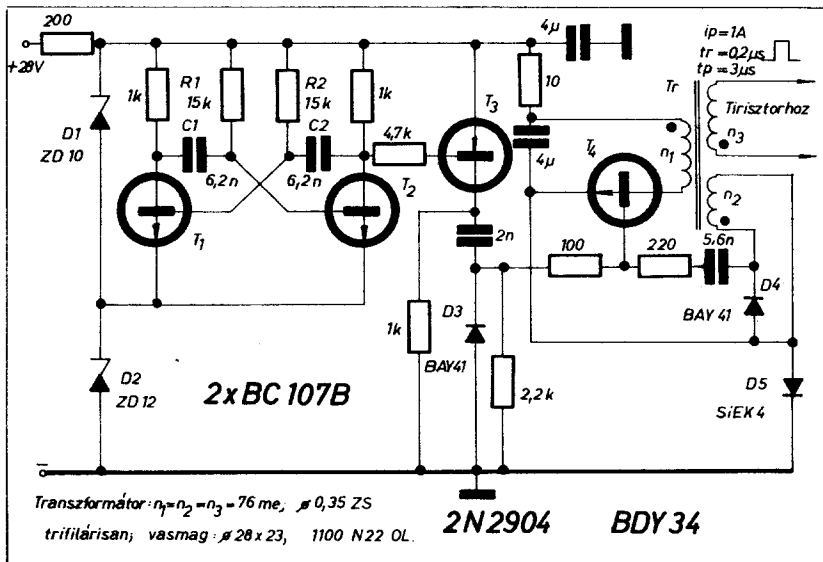 200
+28V
1k
R1
15k
R2
15k
1k
4µ
10
ip = 1A
tr = 0,2µs
tp = 3µs
Tr
Tirisztorhoz
n3
D1
ZD 10
C1
6,2n
C2
6,2n
4,7k
T3
4µ
T4
n1
n2
T1
T2
2n
100
220
5,6n
D4
BAY 41
D2
ZD 12
2xBC 107B
1k
D3
BAY41
2,2k
D5
SiEK 4
–
Transzformátor: n1=n2=n3=76 me; ø 0,35 ZS
trifilárisan; vasmag: ø 28 x 23, 1100 N22 OL.
2N2904
BDY 34